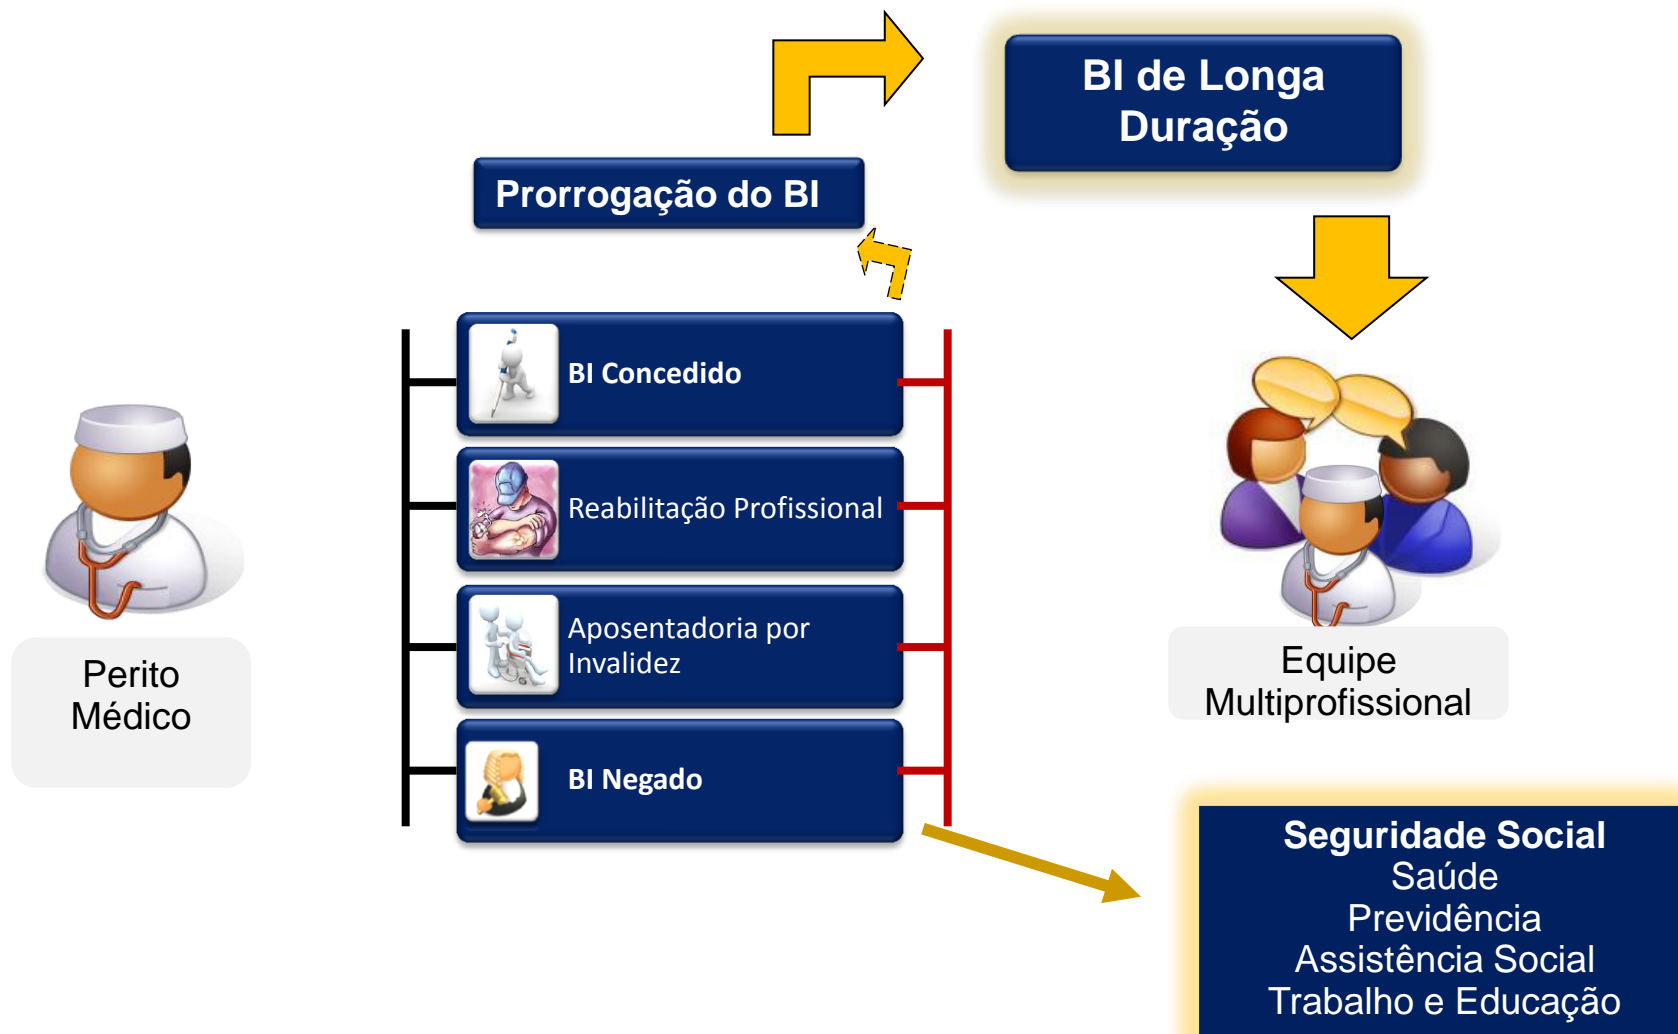 BI de Longa
Duração
Prorrogação do BI
BI Concedido
Reabilitação Profissional
Aposentadoria por
Invalidez
BI Negado
Perito
Médico
Equipe
Multiprofissional
Seguridade Social
Saúde
Previdência
Assistência Social
Trabalho e Educação